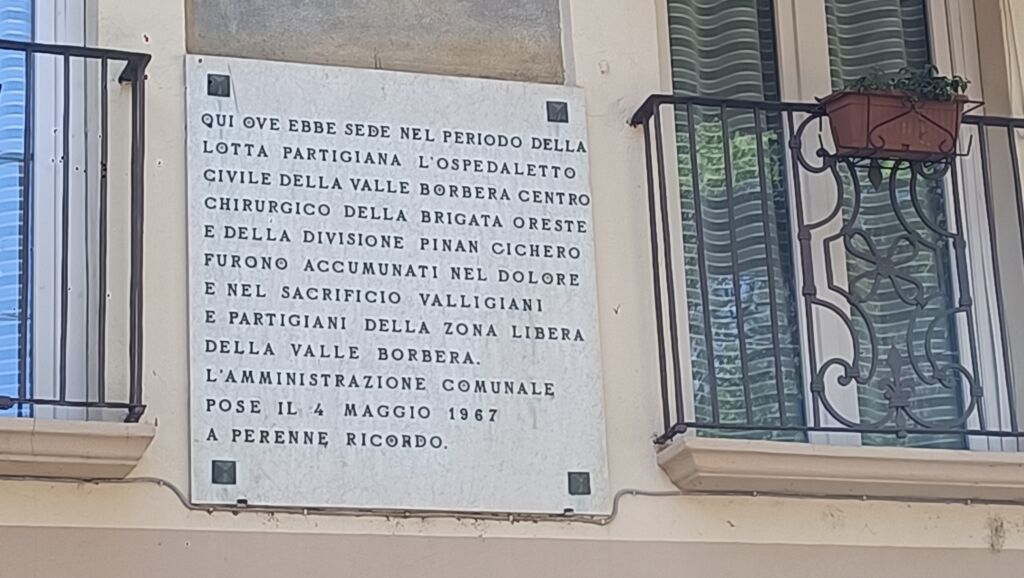 QUI OVE EBBE SEDE NEL PERIODO DELLA
LOTTA PARTIGIANA L'OSPEDALETTO
CIVILE DELLA VALLE BORBERA CENTRO
CHIRURGICO DELLA BRIGATA ORESTE
E DELLA DIVISIONE PINAN CICHERO
FURONO ACCUMUNATI NEL DOLORE
E NEL SACRIFICIO VALLIGIANI
E PARTIGIANI DELLA ZONA LIBERA
DELLA VALLE BORBERA.
L'AMMINISTRAZIONE COMUNALE
POSE IL 4 MAGGIO 1967
A PERENNE RICORDO.